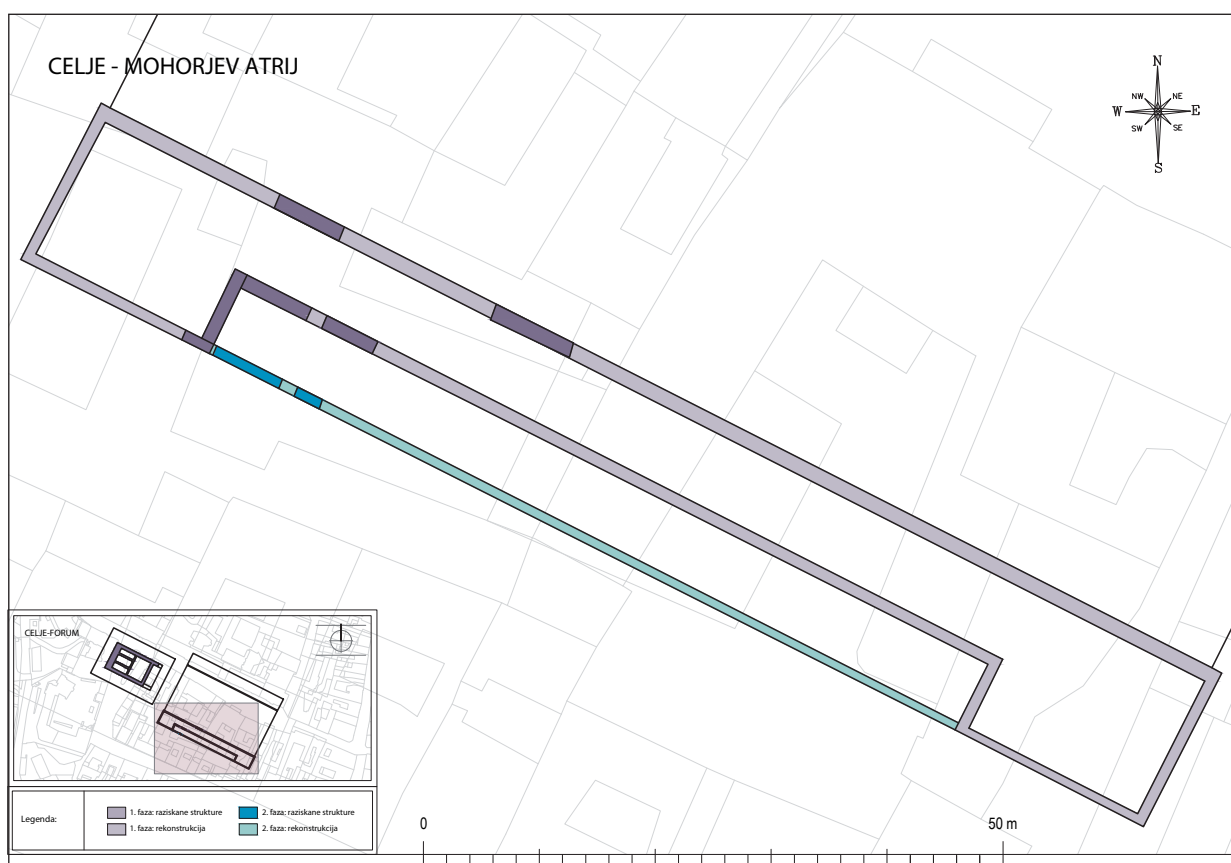 CELJE - MOHORJEV ATRIJ
N
NW NE
W E
SW SE
S
CELJE-FORUM
Legenda:
1. faza: raziskane strukture
2. faza: raziskane strukture
1. faza: rekonstrukcija
2. faza: rekonstrukcija
0 50 m